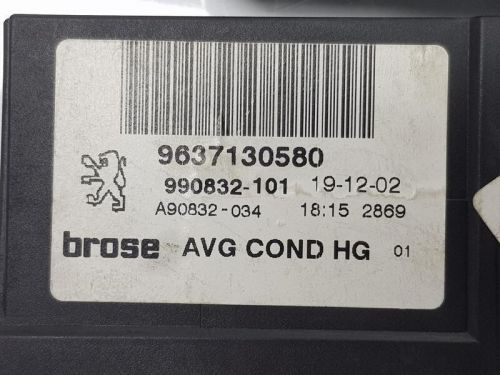 9637130580
990832-101 19-12-02
A90832-034 18:15 2869
brose AVG COND HG 01